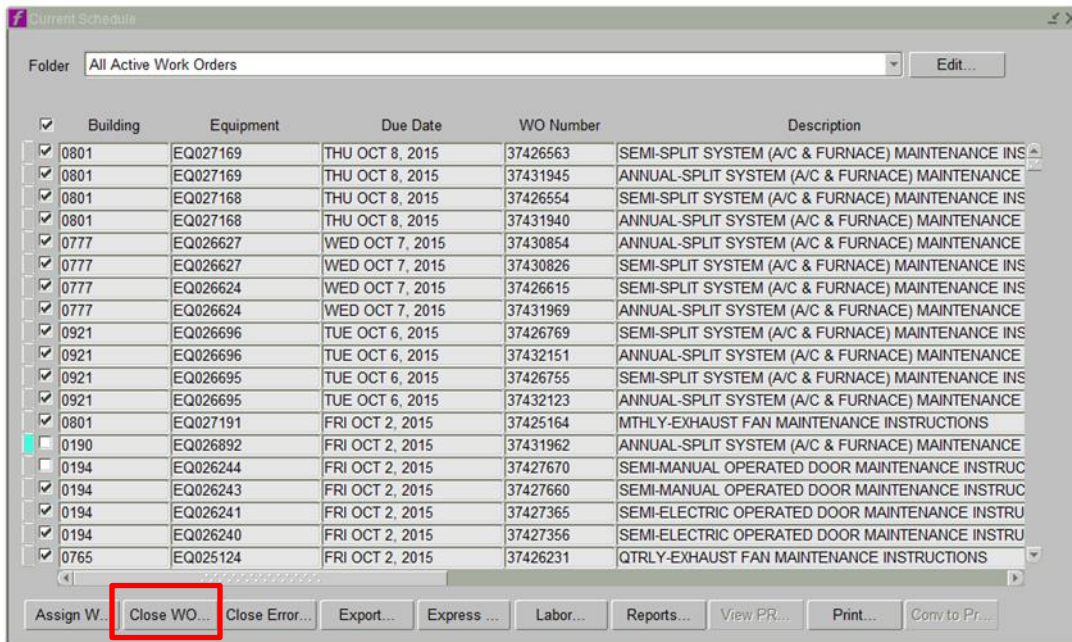 f Current Schedule
Folder All Active Work Orders Edit...
Building Equipment Due Date WO Number Description
0801 EQ027169 THU OCT 8, 2015 37426563 SEMI-SPLIT SYSTEM (A/C & FURNACE) MAINTENANCE INS
0801 EQ027169 THU OCT 8, 2015 37431945 ANNUAL-SPLIT SYSTEM (A/C & FURNACE) MAINTENANCE
0801 EQ027168 THU OCT 8, 2015 37426554 SEMI-SPLIT SYSTEM (A/C & FURNACE) MAINTENANCE INS
0801 EQ027168 THU OCT 8, 2015 37431940 ANNUAL-SPLIT SYSTEM (A/C & FURNACE) MAINTENANCE
0777 EQ026627 WED OCT 7, 2015 37430854 ANNUAL-SPLIT SYSTEM (A/C & FURNACE) MAINTENANCE
0777 EQ026627 WED OCT 7, 2015 37430826 SEMI-SPLIT SYSTEM (A/C & FURNACE) MAINTENANCE INS
0777 EQ026624 WED OCT 7, 2015 37426615 SEMI-SPLIT SYSTEM (A/C & FURNACE) MAINTENANCE INS
0777 EQ026624 WED OCT 7, 2015 37431969 ANNUAL-SPLIT SYSTEM (A/C & FURNACE) MAINTENANCE
0921 EQ026696 TUE OCT 6, 2015 37426769 SEMI-SPLIT SYSTEM (A/C & FURNACE) MAINTENANCE INS
0921 EQ026696 TUE OCT 6, 2015 37432151 ANNUAL-SPLIT SYSTEM (A/C & FURNACE) MAINTENANCE
0921 EQ026695 TUE OCT 6, 2015 37426755 SEMI-SPLIT SYSTEM (A/C & FURNACE) MAINTENANCE INS
0921 EQ026695 TUE OCT 6, 2015 37432123 ANNUAL-SPLIT SYSTEM (A/C & FURNACE) MAINTENANCE
0801 EQ027191 FRI OCT 2, 2015 37425164 MTHLY-EXHAUST FAN MAINTENANCE INSTRUCTIONS
0190 EQ026892 FRI OCT 2, 2015 37431962 ANNUAL-SPLIT SYSTEM (A/C & FURNACE) MAINTENANCE
0194 EQ026244 FRI OCT 2, 2015 37427670 SEMI-MANUAL OPERATED DOOR MAINTENANCE INSTRUC
0194 EQ026243 FRI OCT 2, 2015 37427660 SEMI-MANUAL OPERATED DOOR MAINTENANCE INSTRUC
0194 EQ026241 FRI OCT 2, 2015 37427365 SEMI-ELECTRIC OPERATED DOOR MAINTENANCE INSTRU
0194 EQ026240 FRI OCT 2, 2015 37427356 SEMI-ELECTRIC OPERATED DOOR MAINTENANCE INSTRU
0765 EQ025124 FRI OCT 2, 2015 37426231 QTRLY-EXHAUST FAN MAINTENANCE INSTRUCTIONS
Assign W... Close WO... Close Error... Export... Express ... Labor... Reports... View PR... Print... Conv to Pr...